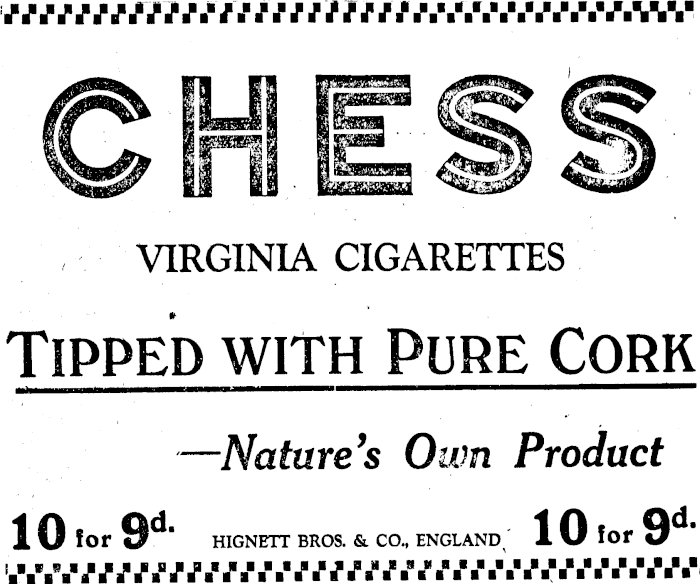 CHESS
VIRGINIA CIGARETTES
TIPPED WITH PURE CORK
—Nature's Own Product
10 for 9d. HIGNETT BROS. & CO., ENGLAND 10 for 9d.